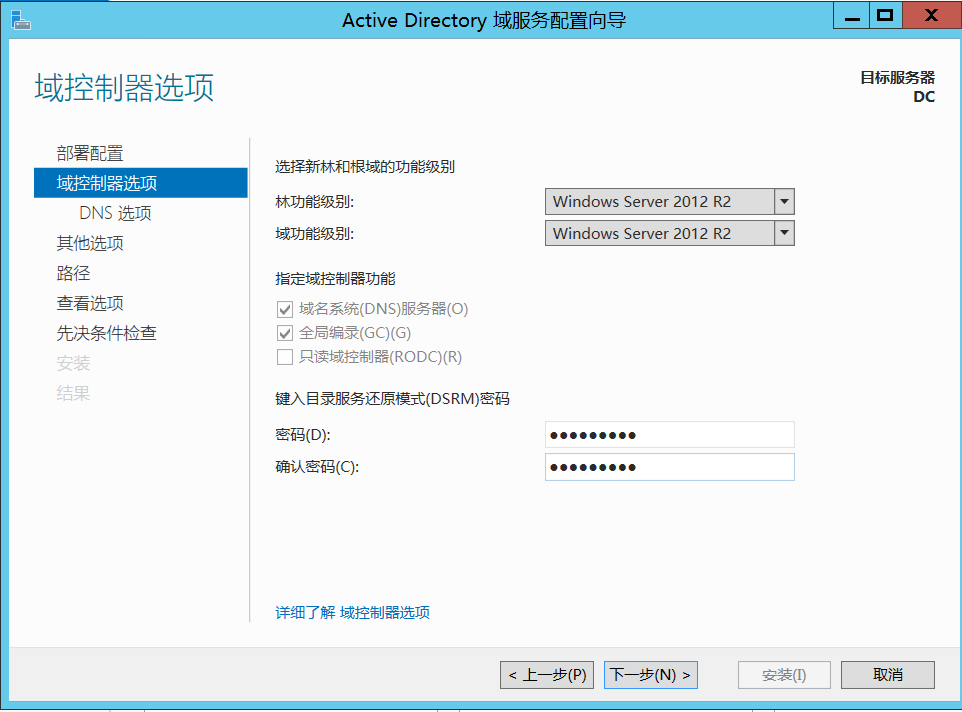 Active Directory 域服务配置向导
域控制器选项
目标服务器
DC
部署配置
域控制器选项
DNS 选项
其他选项
路径
查看选项
先决条件检查
安装
结果
选择新林和根域的功能级别
林功能级别: Windows Server 2012 R2
域功能级别: Windows Server 2012 R2
指定域控制器功能
域名系统(DNS)服务器(O)
全局编录(GC)(G)
只读域控制器(RODC)(R)
键入目录服务还原模式(DSRM)密码
密码(D): ●●●●●●●●●
确认密码(C): ●●●●●●●●●
详细了解 域控制器选项
< 上一步(P) 下一步(N) > 安装(I) 取消